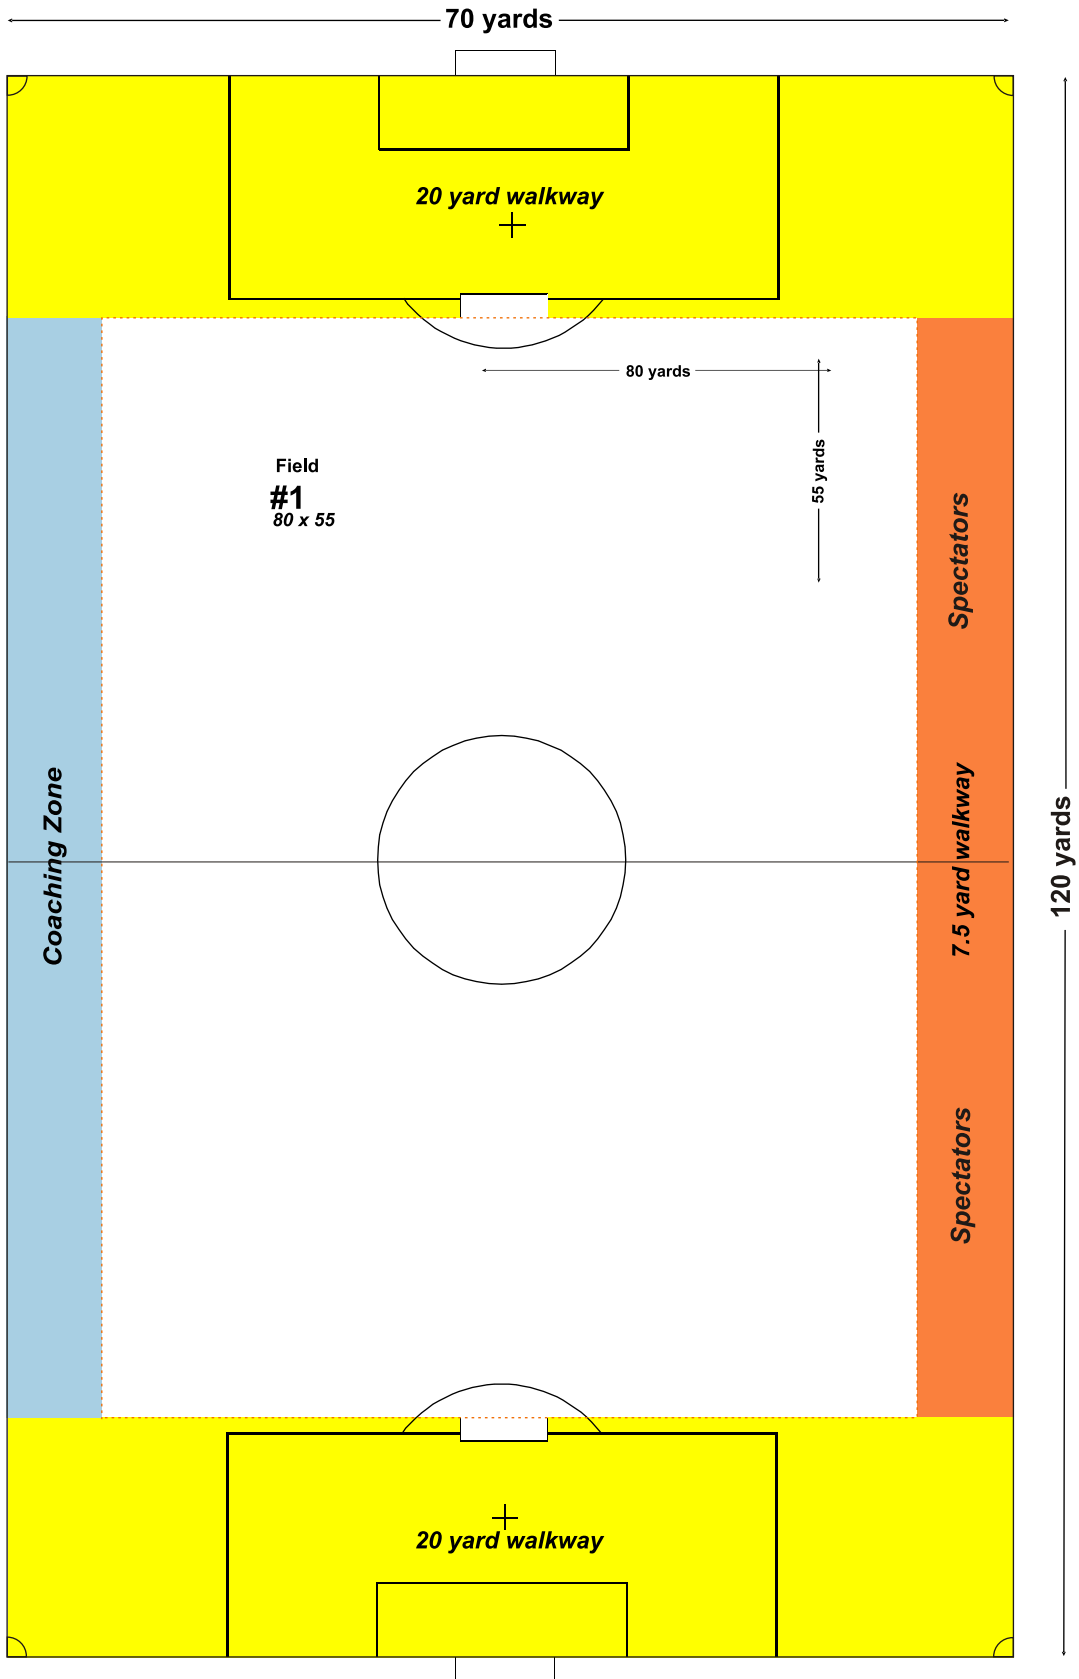 70 yards
20 yard walkway
80 yards
55 yards
Field
#1
80 x 55
Spectators
Coaching Zone
7.5 yard walkway
120 yards
Spectators
20 yard walkway